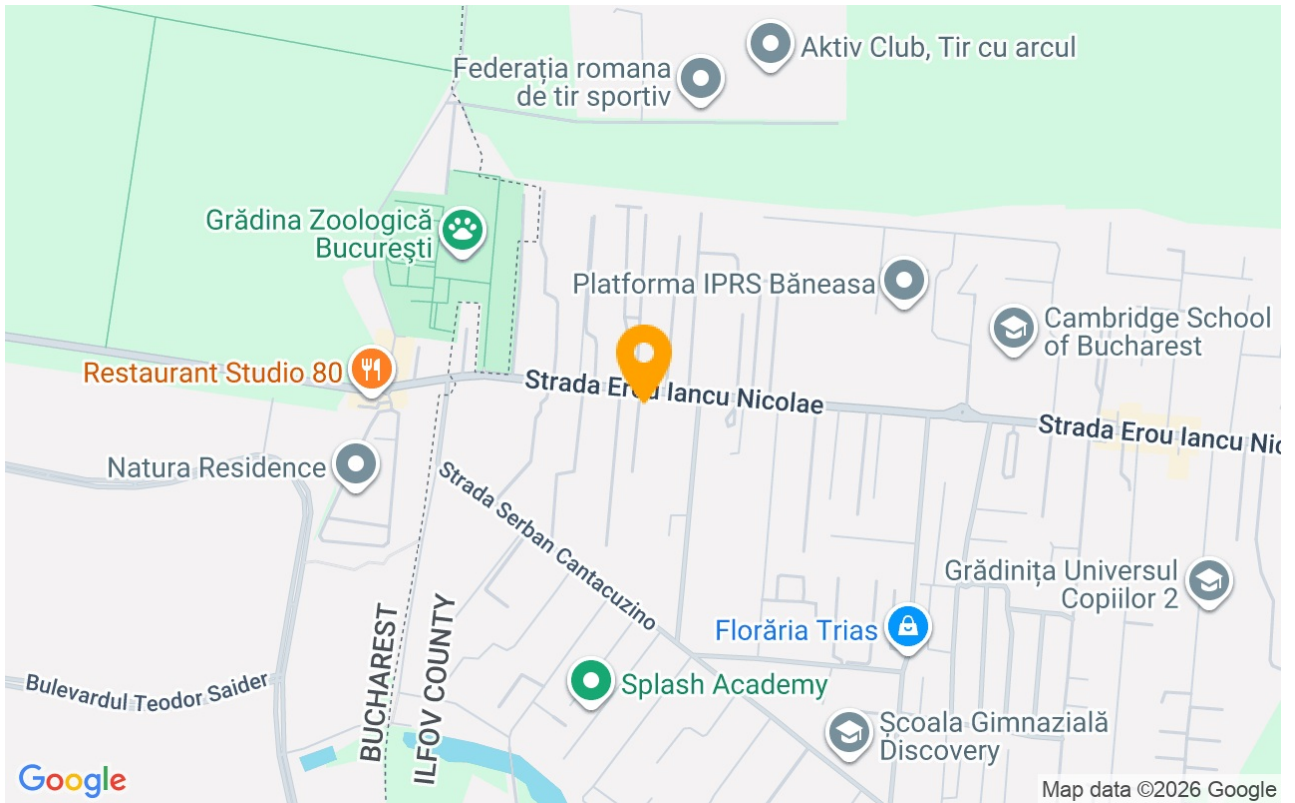 Aktiv Club, Tir cu arcul
Federația romana
de tir sportiv
Grădina Zoologică
București
Platforma IPRS Băneasa
Cambridge School
of Bucharest
Restaurant Studio 80
Strada Erou Iancu Nicolae
Strada Erou Iancu Nic
Natura Residence
Strada Serban Cantacuzino
Grădinița Universul
Copiilor 2
BUCHAREST
ILFOV COUNTY
Florăria Trias
Bulevardul Teodor Saider
Splash Academy
Școala Gimnazială
Discovery
Google
Map data ©2026 Google